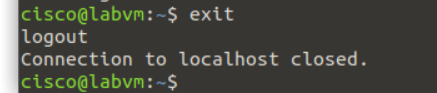 cisco@labvm:~$ exit
logout
Connection to localhost closed.
cisco@labvm:~$